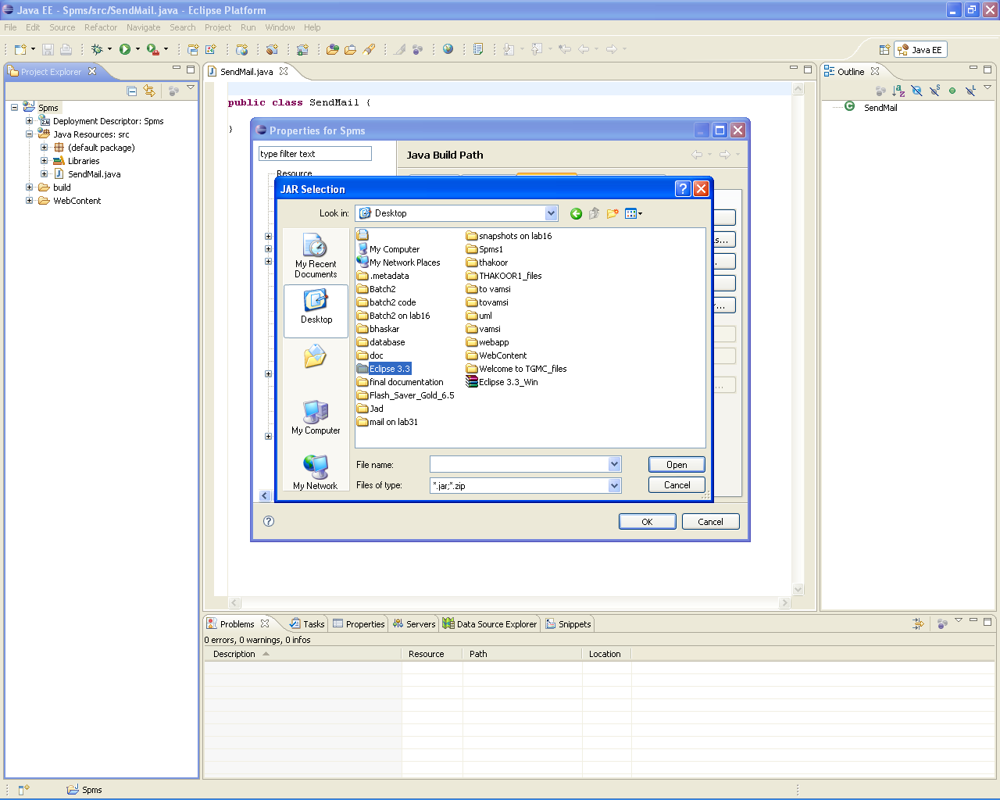 Java EE - Spms/src/SendMail.java - Eclipse Platform
File Edit Source Refactor Navigate Search Project Run Window Help
Java EE
Project Explorer
SendMail.java
Outline
Spms
Deployment Descriptor: Spms
Java Resources: src
(default package)
Libraries
SendMail.java
build
WebContent
public class SendMail {
}
SendMail
Properties for Spms
type filter text
Java Build Path
Resource
JAR Selection
Look in: Desktop
My Recent Documents
Desktop
My Computer
My Network
My Computer
My Network Places
.metadata
Batch2
batch2 code
Batch2 on lab16
bhaskar
database
doc
Eclipse 3.3
final documentation
Flash_Saver_Gold_6.5
Jad
mail on lab31
snapshots on lab16
Spms1
thakoor
THAKOOR1_files
to vamsi
tovamsi
uml
vamsi
webapp
WebContent
Welcome to TGMC_files
Eclipse 3.3_Win
File name:
Open
Files of type: *.jar;*.zip
Cancel
OK Cancel
Problems Tasks Properties Servers Data Source Explorer Snippets
0 errors, 0 warnings, 0 infos
Description Resource Path Location
Spms